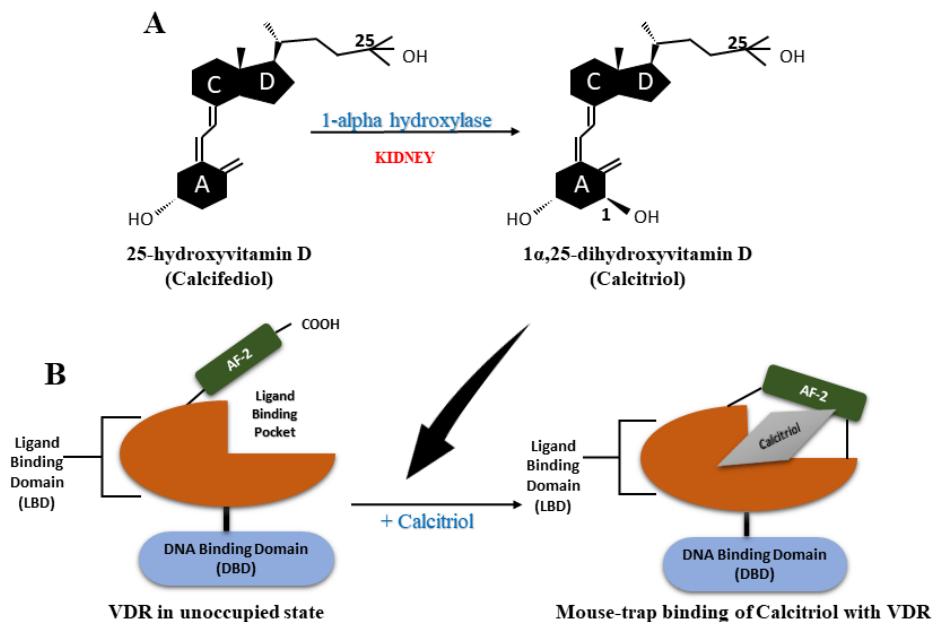 A
25
OH
C
D
A
HO
25-hydroxyvitamin D
(Calcifediol)
1-alpha hydroxylase
KIDNEY
25
OH
C
D
A
HO
1
OH
1α,25-dihydroxyvitamin D
(Calcitriol)
B
COOH
AF-2
Ligand
Binding
Pocket
Ligand
Binding
Domain
(LBD)
DNA Binding Domain
(DBD)
VDR in unoccupied state
+ Calcitriol
AF-2
Calcitriol
Ligand
Binding
Domain
(LBD)
DNA Binding Domain
(DBD)
Mouse-trap binding of Calcitriol with VDR